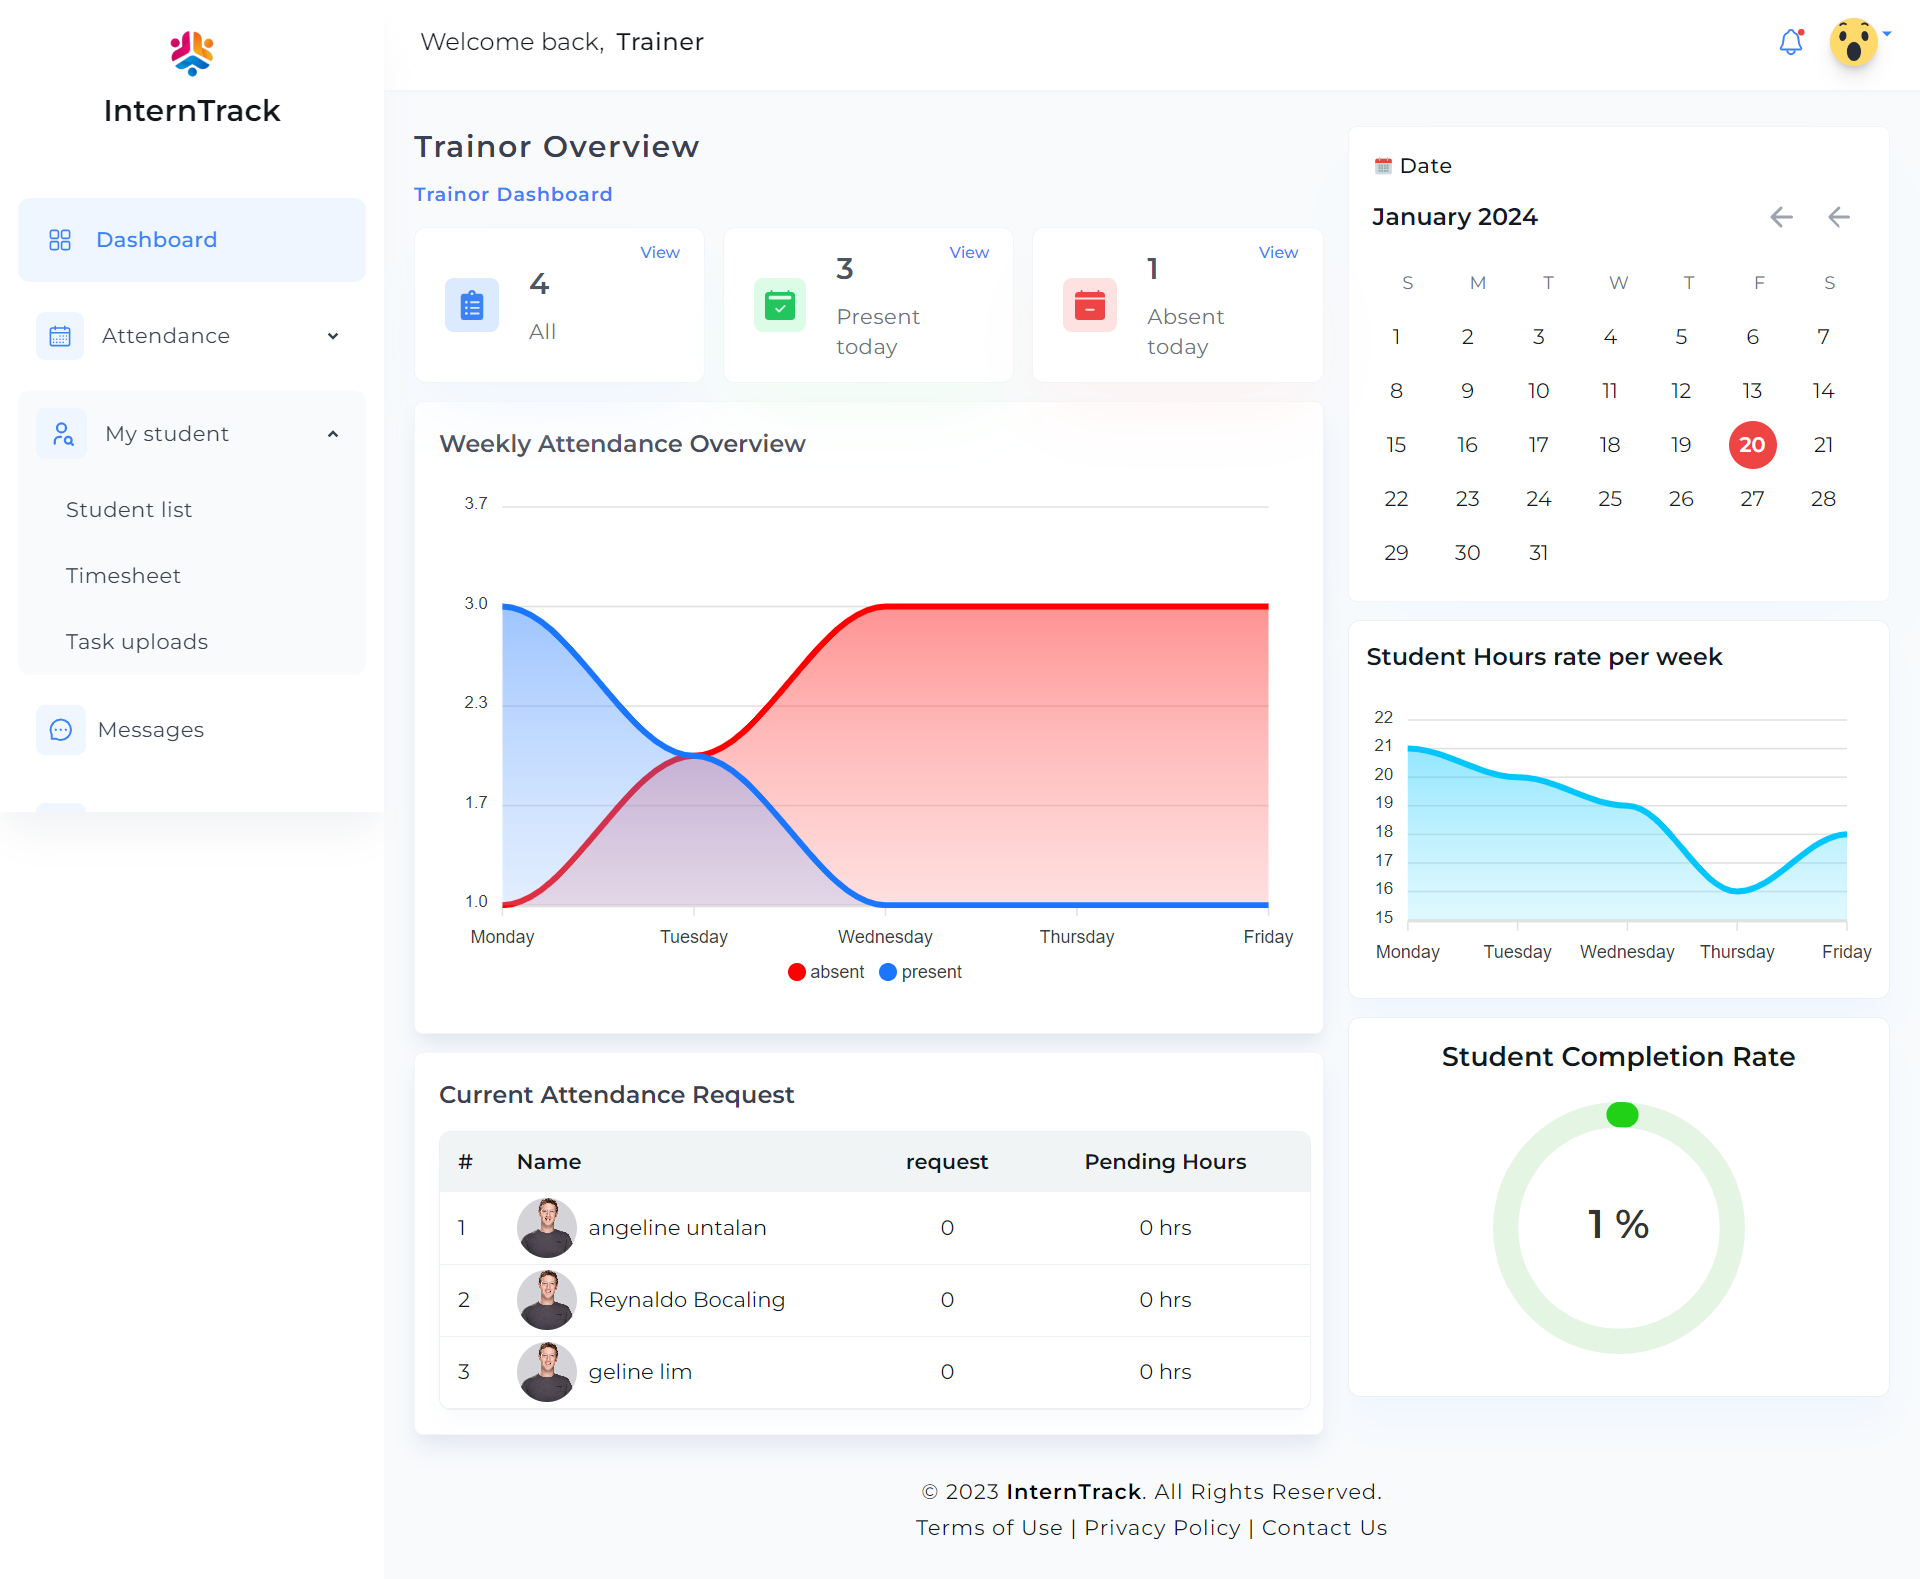 InternTrack
Dashboard
Attendance
My student
Student list
Timesheet
Task uploads
Messages
Welcome back, Trainer
Trainor Overview
Trainor Dashboard
4
All
View
3
Present
today
View
1
Absent
today
View
Weekly Attendance Overview
3.7
3.0
2.3
1.7
1.0
Monday Tuesday Wednesday Thursday Friday
absent present
Current Attendance Request
# Name request Pending Hours
1 angeline untalan 0 0 hrs
2 Reynaldo Bocaling 0 0 hrs
3 geline lim 0 0 hrs
Date
January 2024
S M T W T F S
1 2 3 4 5 6 7
8 9 10 11 12 13 14
15 16 17 18 19 20 21
22 23 24 25 26 27 28
29 30 31
Student Hours rate per week
22
21
20
19
18
17
16
15
Monday Tuesday Wednesday Thursday Friday
Student Completion Rate
1 %
© 2023 InternTrack. All Rights Reserved.
Terms of Use | Privacy Policy | Contact Us